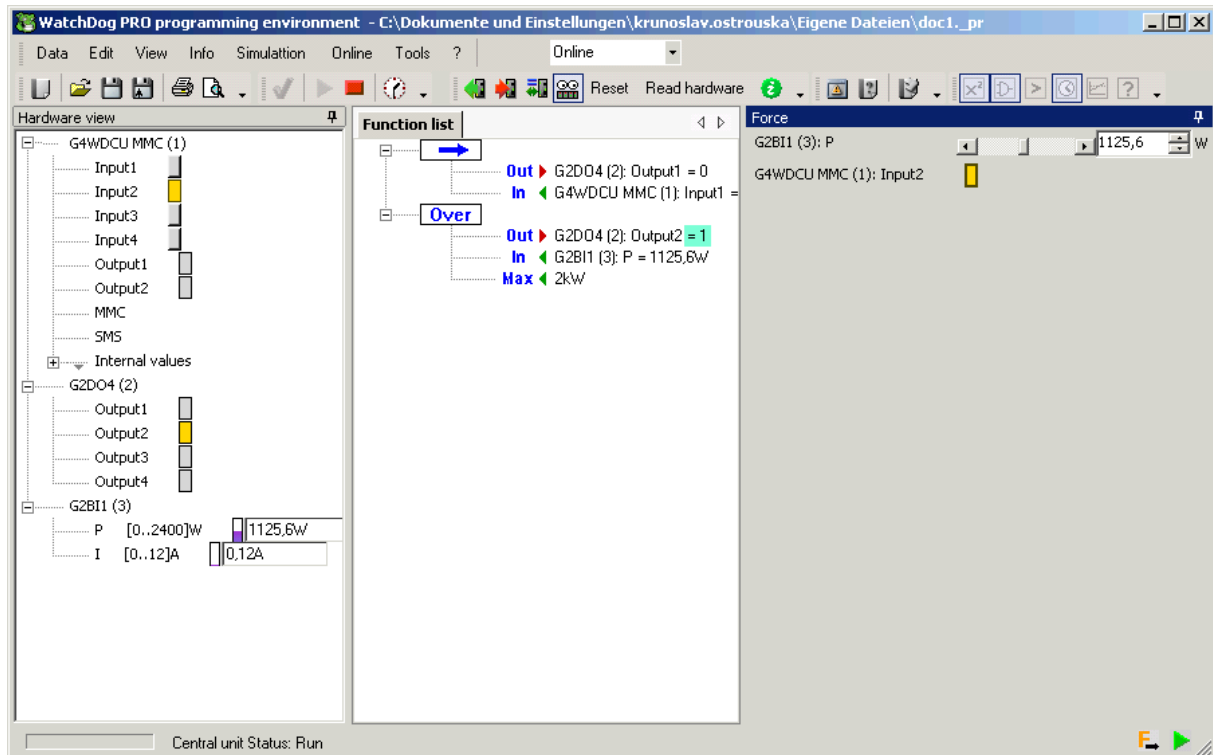 WatchDog PRO programming environment - C:\Dokumente und Einstellungen\krunoslav.ostrouska\Eigene Dateien\doc1._pr
Data Edit View Info Simulattion Online Tools ? Online
Reset Read hardware
Hardware view
G4WDCU MMC (1)
Input1
Input2
Input3
Input4
Output1
Output2
MMC
SMS
Internal values
G2DO4 (2)
Output1
Output2
Output3
Output4
G2BI1 (3)
P [0..2400]W 1125,6W
I [0..12]A 0,12A
Function list
Out G2DO4 (2): Output1 = 0
In G4WDCU MMC (1): Input1 =
Over
Out G2DO4 (2): Output2 = 1
In G2BI1 (3): P = 1125,6W
Max 2kW
Force
G2BI1 (3): P 1125,6 W
G4WDCU MMC (1): Input2
Central unit Status: Run
F